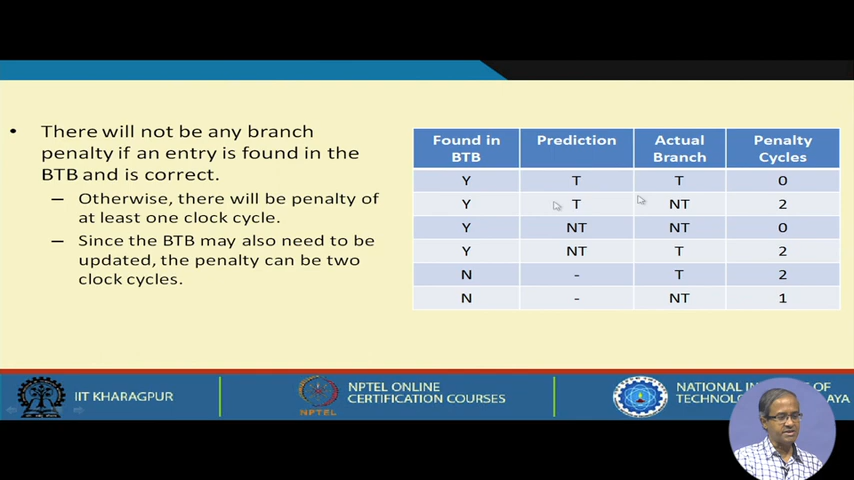 • There will not be any branch
penalty if an entry is found in the
BTB and is correct.
– Otherwise, there will be penalty of
at least one clock cycle.
– Since the BTB may also need to be
updated, the penalty can be two
clock cycles.
Found in BTB Prediction Actual Branch Penalty Cycles
Y T T 0
Y T NT 2
Y NT NT 0
Y NT T 2
N - T 2
N - NT 1
IIT KHARAGPUR
NPTEL
NPTEL ONLINE
CERTIFICATION COURSES
NATIONAL OF
TECHNOLOG